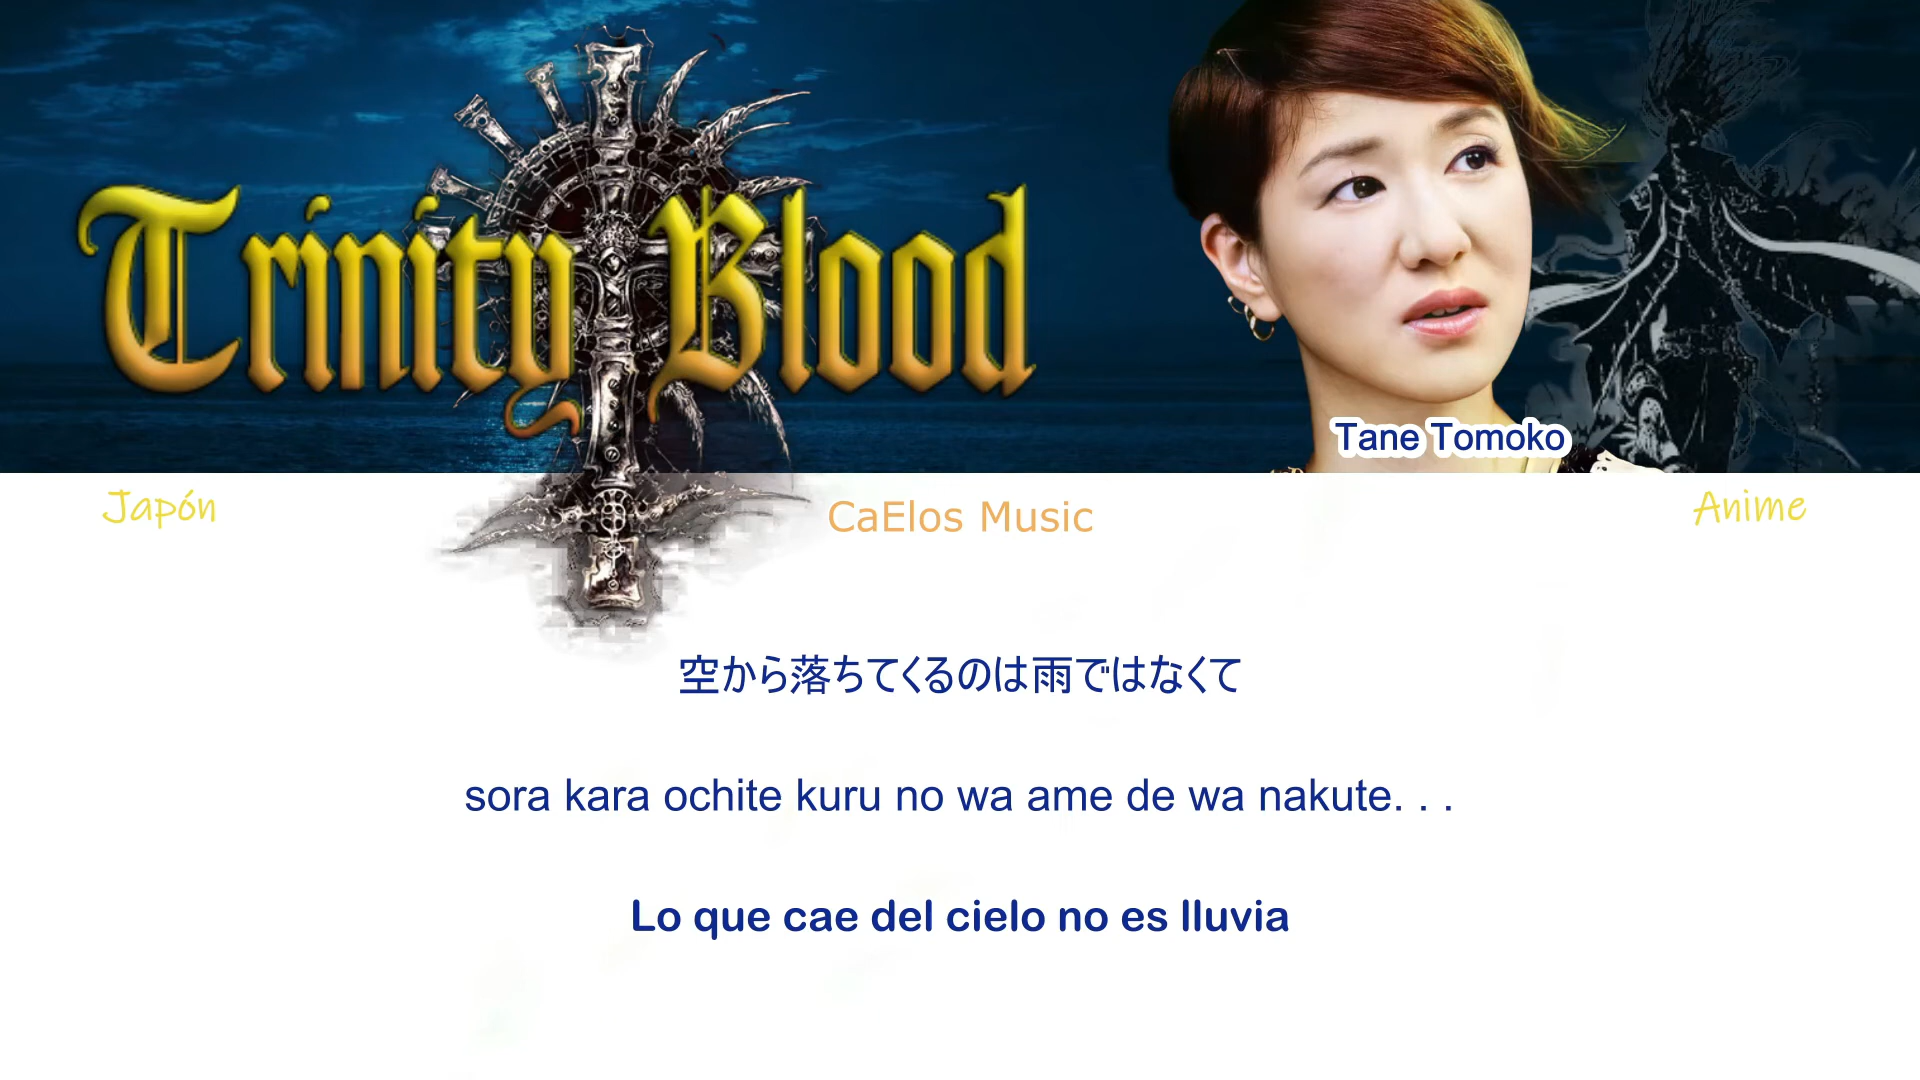 Trinity Blood
Tane Tomoko
Japón
CaElos Music
Anime
空から落ちてくるのは雨ではなくて
sora kara ochite kuru no wa ame de wa nakute. . .
Lo que cae del cielo no es lluvia